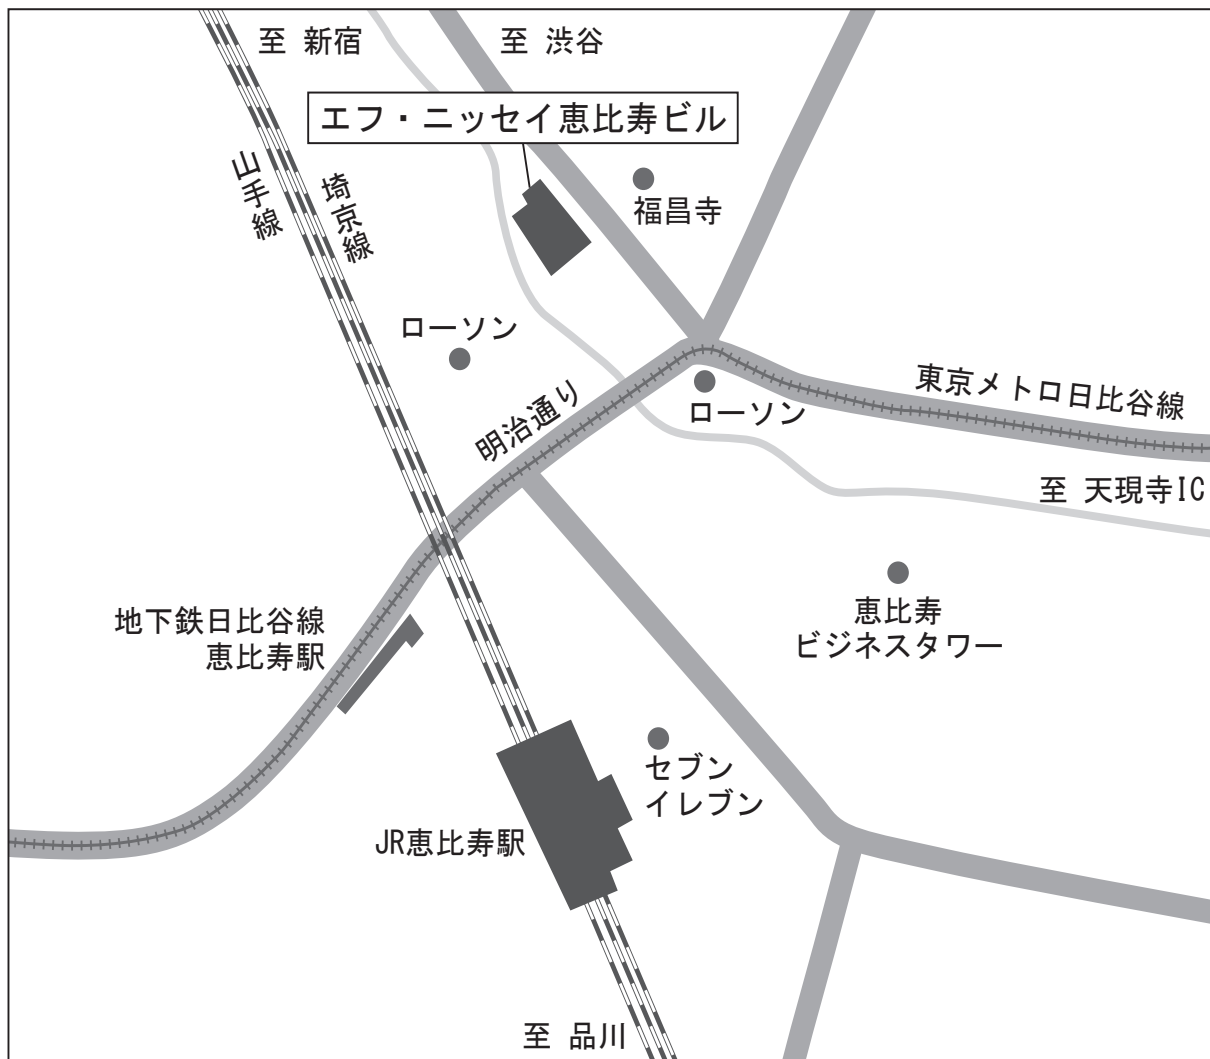 至 新宿
至 渋谷
エフ・ニッセイ恵比寿ビル
山手線
埼京線
福昌寺
ローソン
明治通り
ローソン
東京メトロ日比谷線
至 天現寺IC
恵比寿
ビジネスタワー
地下鉄日比谷線
恵比寿駅
セブン
イレブン
JR恵比寿駅
至 品川